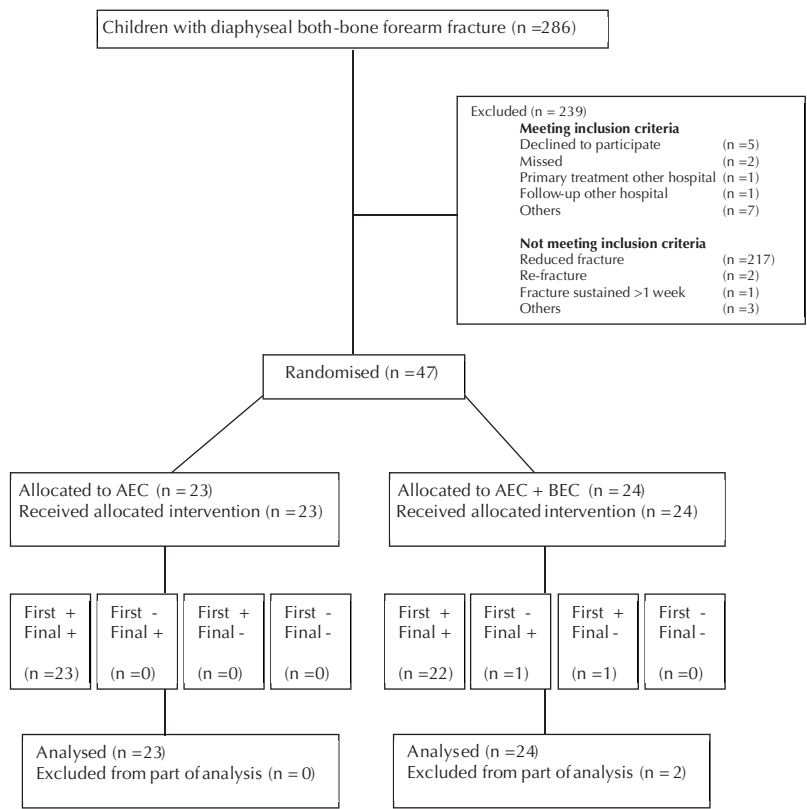 Children with diaphyseal both-bone forearm fracture (n =286)
Excluded (n = 239)
Meeting inclusion criteria
Declined to participate (n =5)
Missed (n =2)
Primary treatment other hospital (n =1)
Follow-up other hospital (n =1)
Others (n =7)
Not meeting inclusion criteria
Reduced fracture (n =217)
Re-fracture (n =2)
Fracture sustained >1 week (n =1)
Others (n =3)
Randomised (n =47)
Allocated to AEC (n = 23)
Received allocated intervention (n =23)
Allocated to AEC + BEC (n =24)
Received allocated intervention (n =24)
First +
Final +
(n =23)
First -
Final +
(n =0)
First +
Final -
(n =0)
First -
Final -
(n =0)
First +
Final +
(n =22)
First -
Final +
(n =1)
First +
Final -
(n =1)
First -
Final -
(n =0)
Analysed (n =23)
Excluded from part of analysis (n = 0)
Analysed (n =24)
Excluded from part of analysis (n =2)